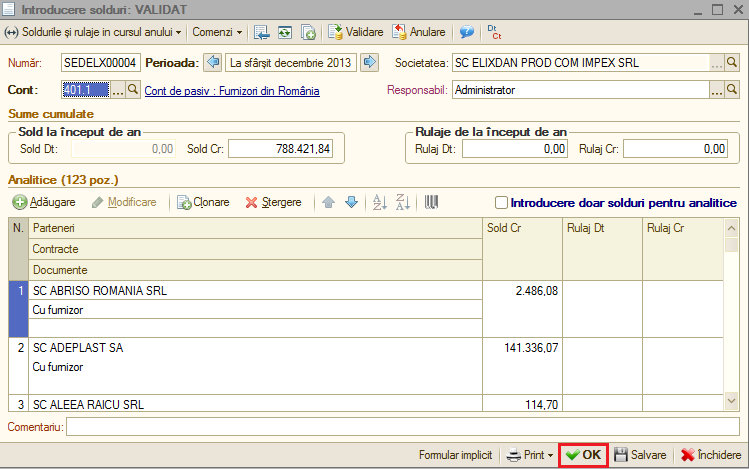 Introducere solduri: VALIDAT
Soldurile și rulaje in cursul anului Comenzi Validare Anulare Dt Ct
Număr: SEDELX00004 Perioada: La sfârșit decembrie 2013 Societatea: SC ELIXDAN PROD COM IMPEX SRL ...
Cont: 401.1 ... Cont de pasiv : Furnizori din România Responsabil: Administrator ...
Sume cumulate
Sold la început de an Rulaje de la început de an
Sold Dt: 0,00 Sold Cr: 788.421,84 Rulaj Dt: 0,00 Rulaj Cr: 0,00
Analitice (123 poz.)
Adăugare Modificare Clonare Ștergere A Z Z A Introducere doar solduri pentru analitice
N. Parteneri Sold Cr Rulaj Dt Rulaj Cr
Contracte
Documente
1 SC ABRISO ROMANIA SRL 2.486,08
Cu furnizor
2 SC ADEPLAST SA 141.336,07
Cu furnizor
3 SC ALEEA RAICU SRL 114,70
Comentariu:
Formular implicit Print OK Salvare Închidere